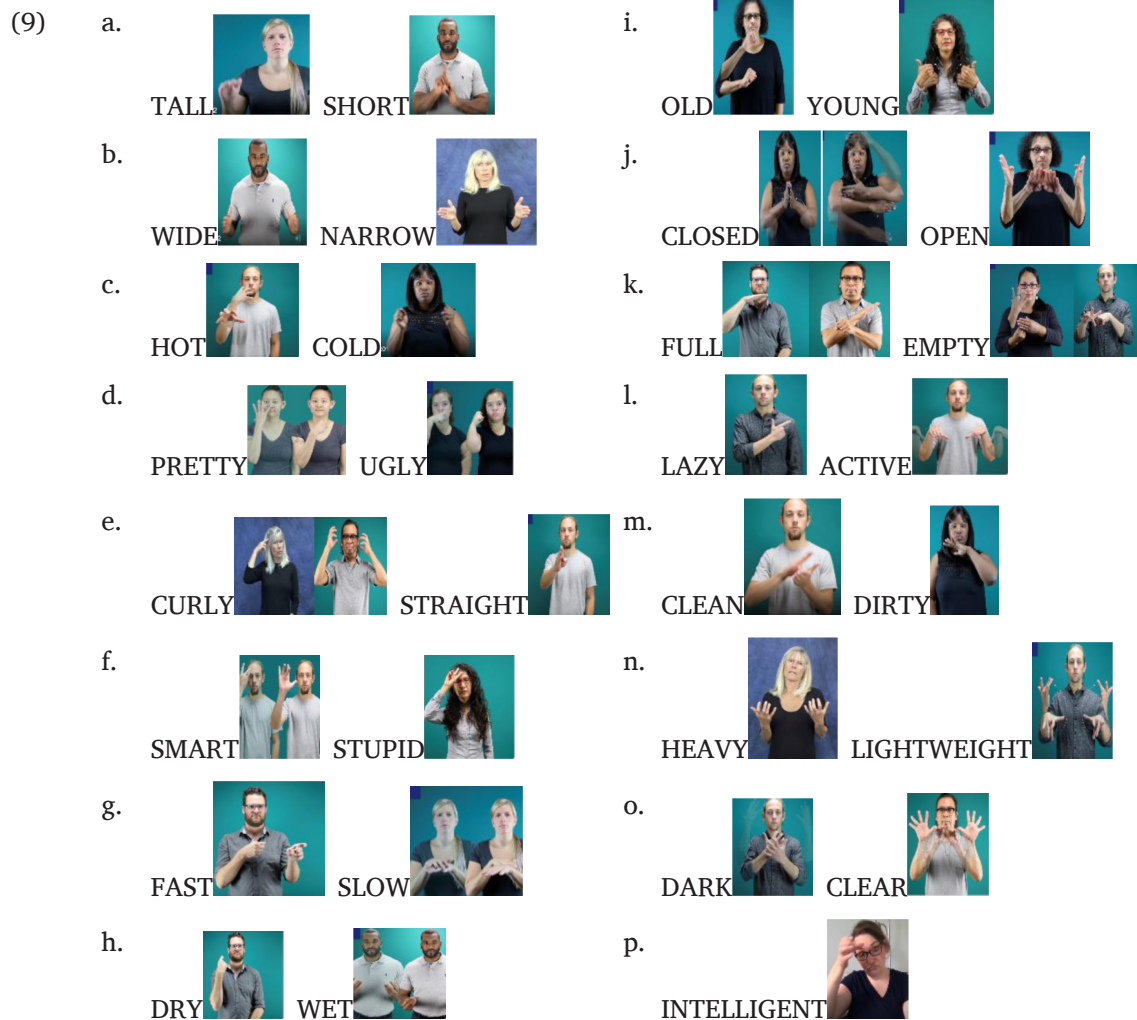 (9)
a.
TALL SHORT
b.
WIDE NARROW
c.
HOT COLD
d.
PRETTY UGLY
e.
CURLY STRAIGHT
f.
SMART STUPID
g.
FAST SLOW
h.
DRY WET
i.
OLD YOUNG
j.
CLOSED OPEN
k.
FULL EMPTY
l.
LAZY ACTIVE
m.
CLEAN DIRTY
n.
HEAVY LIGHTWEIGHT
o.
DARK CLEAR
p.
INTELLIGENT